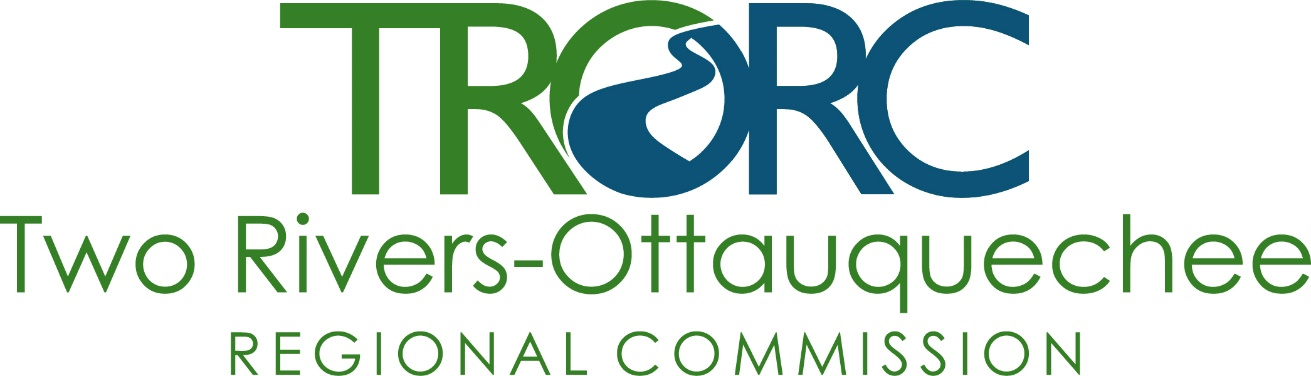 TRORC
Two Rivers-Ottauquechee
REGIONAL COMMISSION